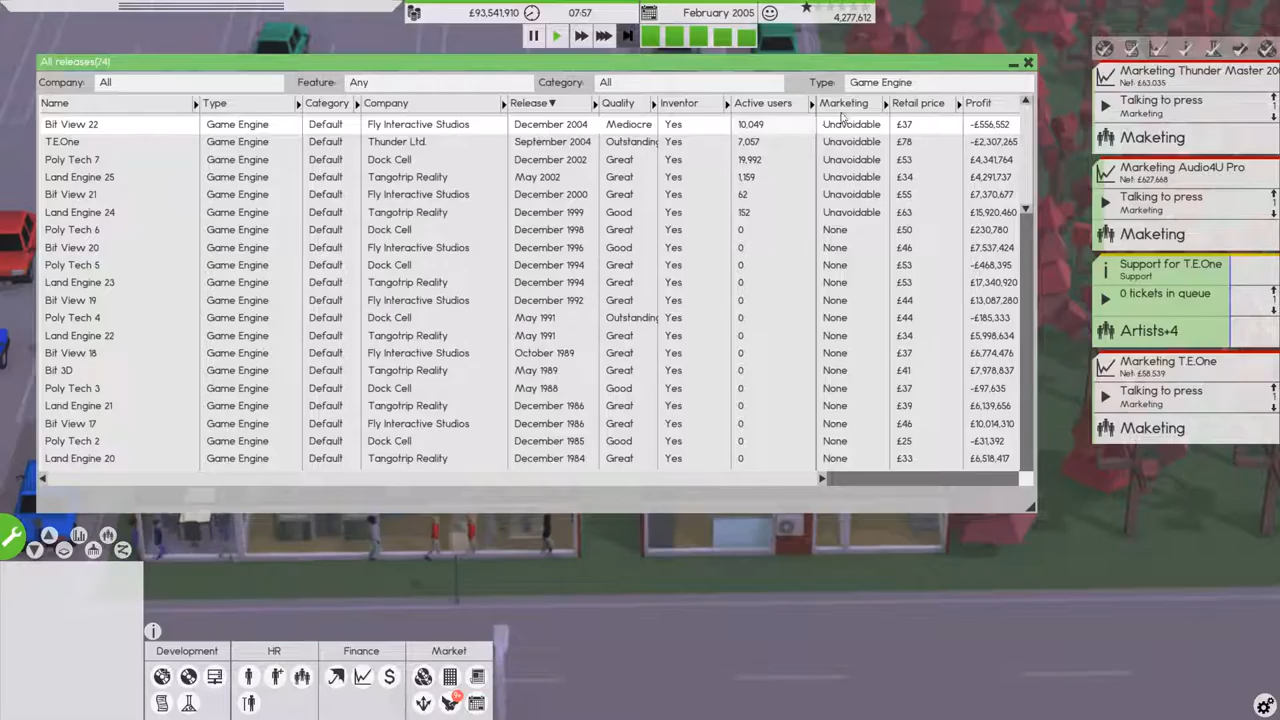 £93,541,910 07:57 February 2005 4,277,612
All releases(74)
Company: All Feature: Any Category: All Type: Game Engine
Name Type Category Company Release▼ Quality Inventor Active users Marketing Retail price Profit
Bit View 22 Game Engine Default Fly Interactive Studios December 2004 Mediocre Yes 10,049 Unavoidable £37 -£556,552
T.E.One Game Engine Default Thunder Ltd. September 2004 Outstanding Yes 7,057 Unavoidable £78 -£2,307,265
Poly Tech 7 Game Engine Default Dock Cell December 2002 Great Yes 19,992 Unavoidable £53 £4,341,764
Land Engine 25 Game Engine Default Tangotrip Reality May 2002 Great Yes 1,159 Unavoidable £34 £4,291,737
Bit View 21 Game Engine Default Fly Interactive Studios December 2000 Great Yes 62 Unavoidable £55 £7,370,677
Land Engine 24 Game Engine Default Tangotrip Reality December 1999 Good Yes 152 Unavoidable £63 £15,920,460
Poly Tech 6 Game Engine Default Dock Cell December 1998 Great Yes 0 None £50 £230,780
Bit View 20 Game Engine Default Fly Interactive Studios December 1996 Good Yes 0 None £46 £7,537,424
Poly Tech 5 Game Engine Default Dock Cell December 1994 Great Yes 0 None £53 -£468,395
Land Engine 23 Game Engine Default Tangotrip Reality December 1994 Great Yes 0 None £53 £17,340,920
Bit View 19 Game Engine Default Fly Interactive Studios December 1992 Great Yes 0 None £44 £13,087,280
Poly Tech 4 Game Engine Default Dock Cell May 1991 Outstanding Yes 0 None £44 -£185,333
Land Engine 22 Game Engine Default Tangotrip Reality May 1991 Great Yes 0 None £34 £5,998,634
Bit View 18 Game Engine Default Fly Interactive Studios October 1989 Great Yes 0 None £37 £6,774,476
Bit 3D Game Engine Default Tangotrip Reality May 1989 Great Yes 0 None £41 £7,978,837
Poly Tech 3 Game Engine Default Dock Cell May 1988 Good Yes 0 None £37 -£97,635
Land Engine 21 Game Engine Default Tangotrip Reality December 1986 Great Yes 0 None £39 £6,139,656
Bit View 17 Game Engine Default Fly Interactive Studios December 1986 Great Yes 0 None £46 £10,014,310
Poly Tech 2 Game Engine Default Dock Cell December 1985 Good Yes 0 None £25 -£31,392
Land Engine 20 Game Engine Default Tangotrip Reality December 1984 Great Yes 0 None £33 £6,518,417
Marketing Thunder Master 20
Net: £63,035
Talking to press
Marketing
1
Maketing
Marketing Audio4U Pro
Net: £627,668
Talking to press
Marketing
1
Maketing
Support for T.E.One
Support
0 tickets in queue
1
Artists+4
Marketing T.E.One
Net: £58,539
Talking to press
Marketing
1
Maketing
Development HR Finance Market
9+